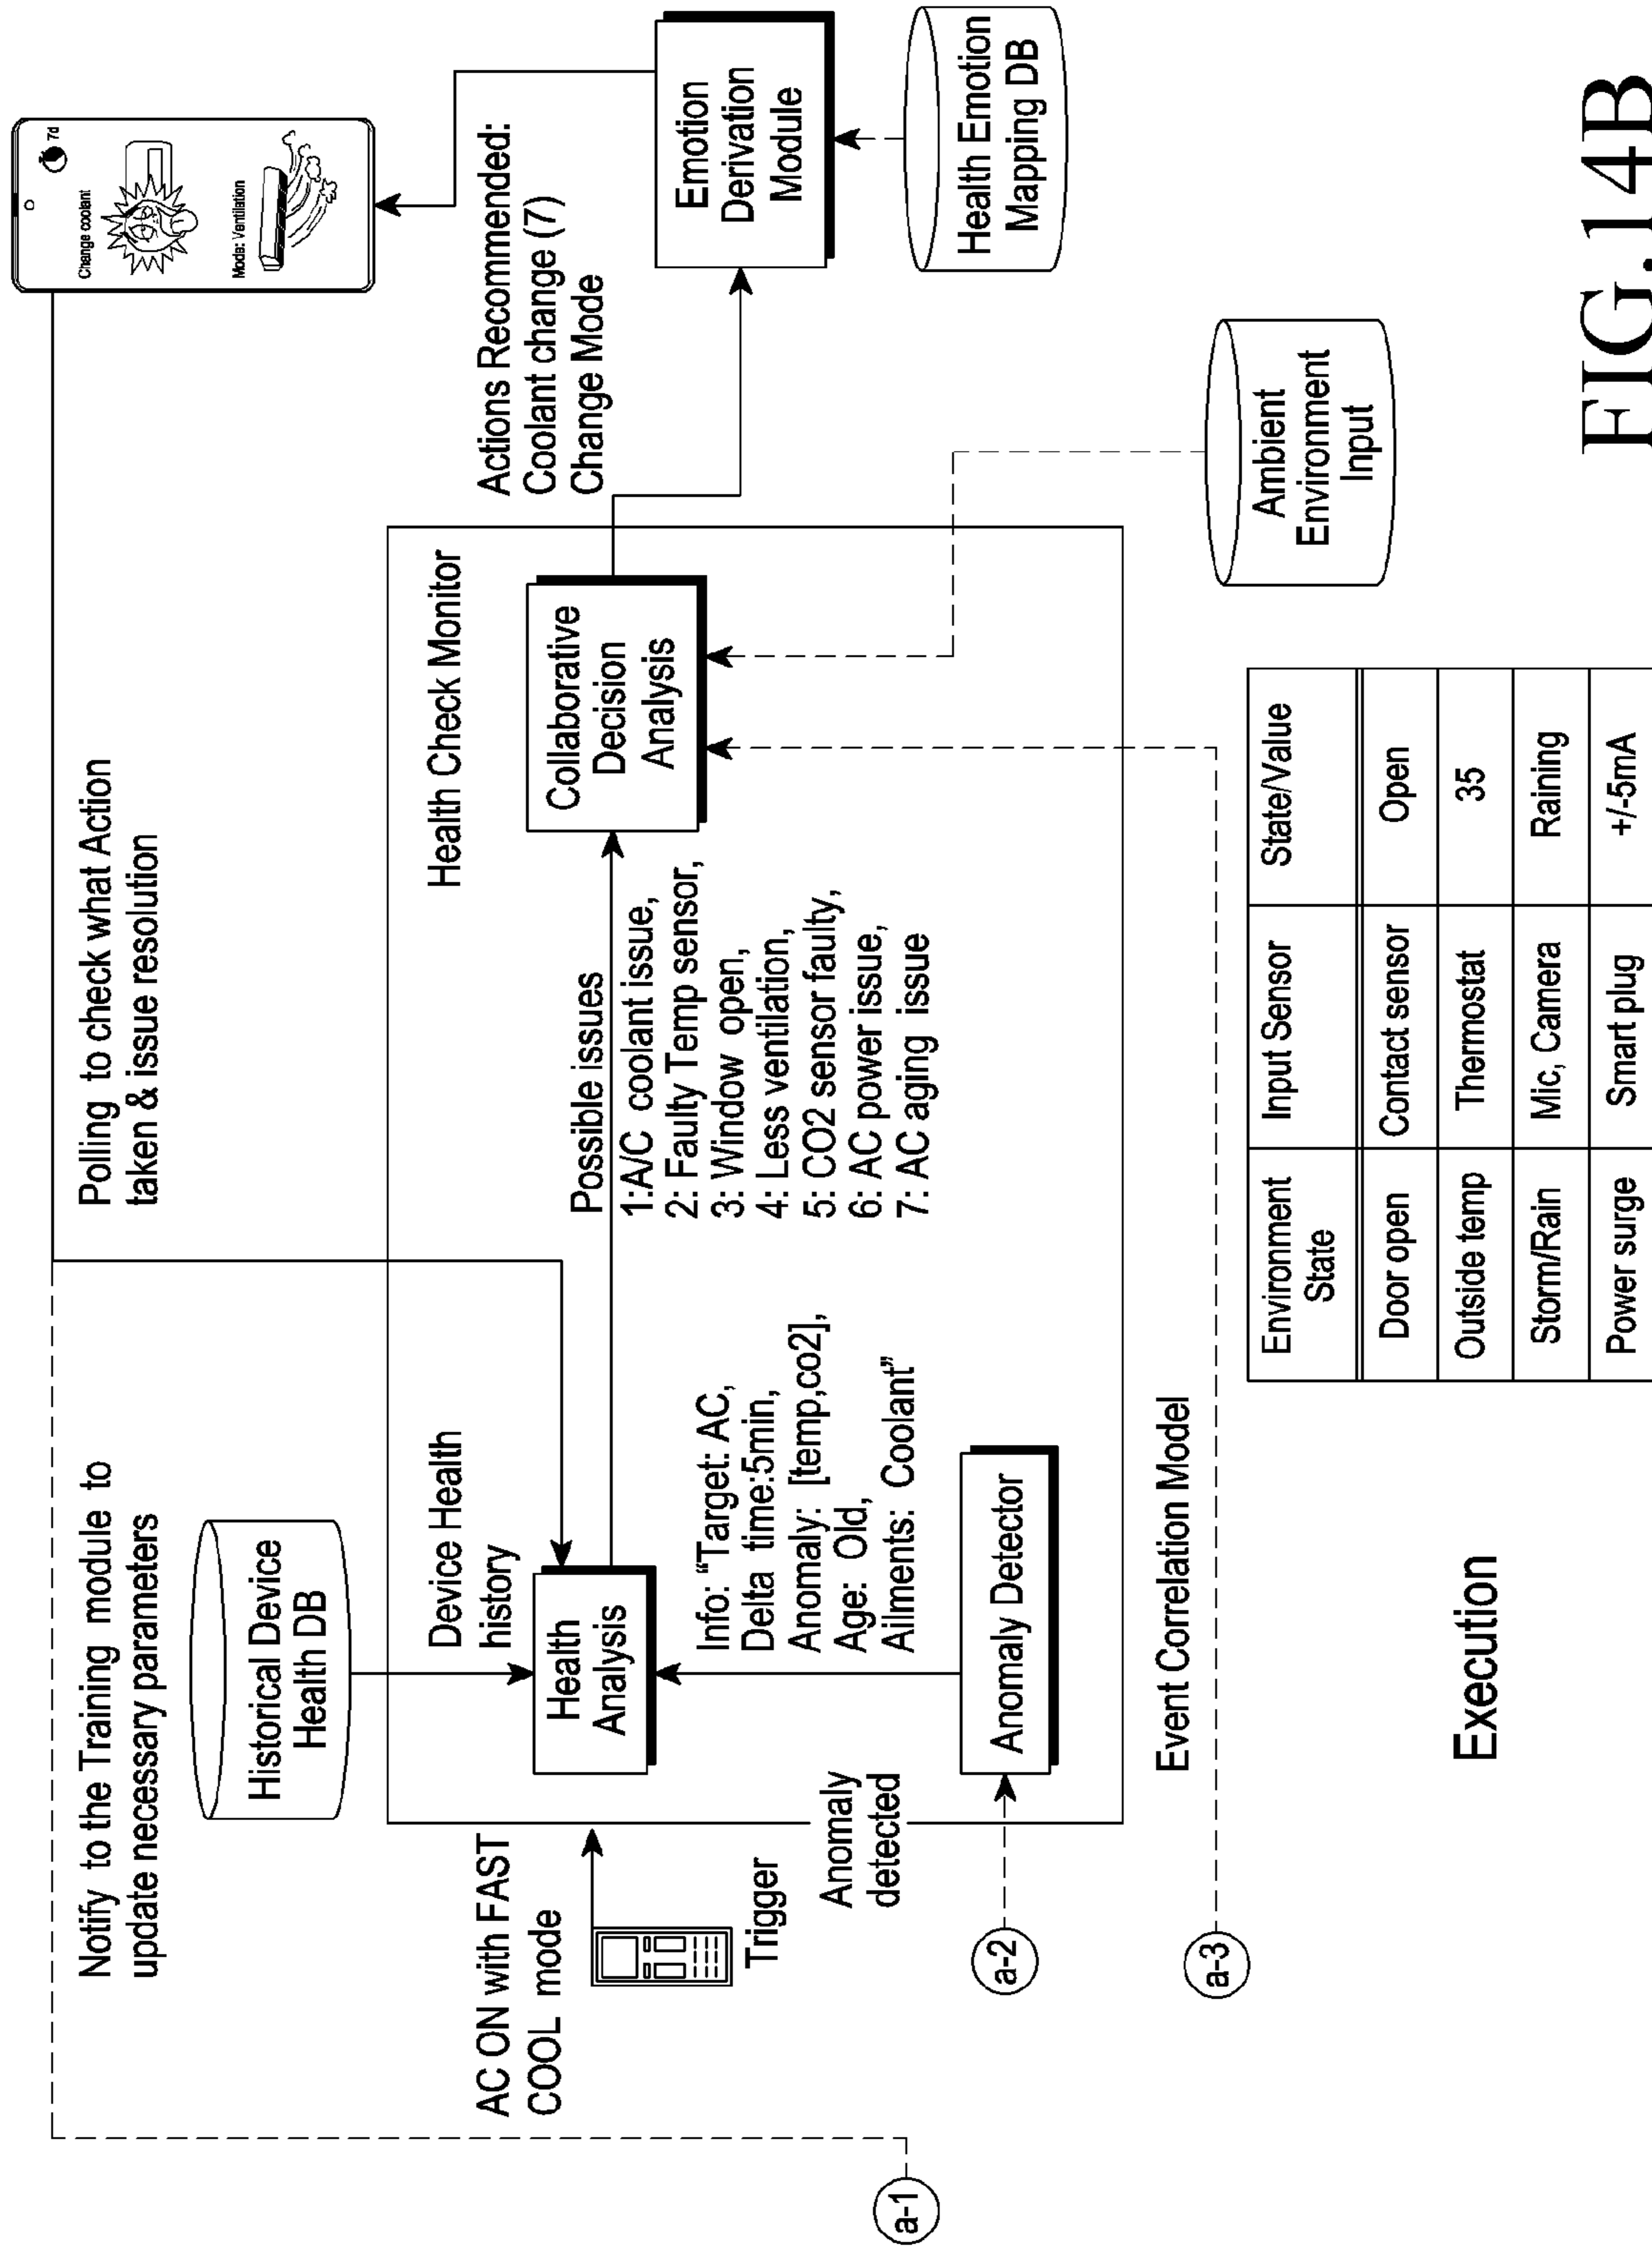 Notify to the Training module to
update necessary parameters
Polling to check what Action
taken & issue resolution
7d
Change coolant
Mode: Ventilation
Historical Device
Health DB
Device Health
history
AC ON with FAST
COOL mode
Trigger
Health Check Monitor
Health
Analysis
Possible issues
1:A/C coolant issue,
2: Faulty Temp sensor,
3: Window open,
4: Less ventilation,
5: CO2 sensor faulty,
6: AC power issue,
7: AC aging issue
Collaborative
Decision
Analysis
Actions Recommended:
Coolant change (7)
Change Mode
Emotion
Derivation
Module
Health Emotion
Mapping DB
Info: “Target: AC,
Delta time:5min,
Anomaly: [temp,co2],
Age: Old,
Ailments: Coolant”
Anomaly
detected
Anomaly Detector
a-1
a-2
a-3
Event Correlation Model
Ambient
Environment
Input
Environment State Input Sensor State/Value
Door open Contact sensor Open
Outside temp Thermostat 35
Storm/Rain Mic, Camera Raining
Power surge Smart plug +/-5mA
Execution
FIG.14B